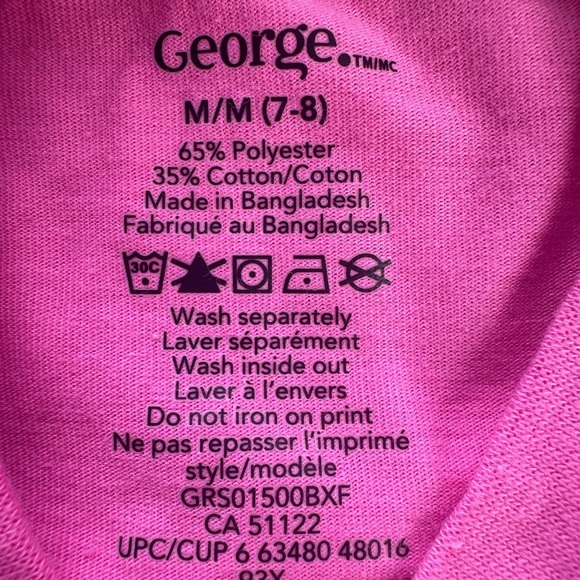 George.TM/MC
M/M (7-8)
65% Polyester
35% Cotton/Coton
Made in Bangladesh
Fabriqué au Bangladesh
30C
Wash separately
Laver séparément
Wash inside out
Laver à l'envers
Do not iron on print
Ne pas repasser l'imprimé
style/modèle
GRS01500BXF
CA 51122
UPC/CUP 6 63480 48016